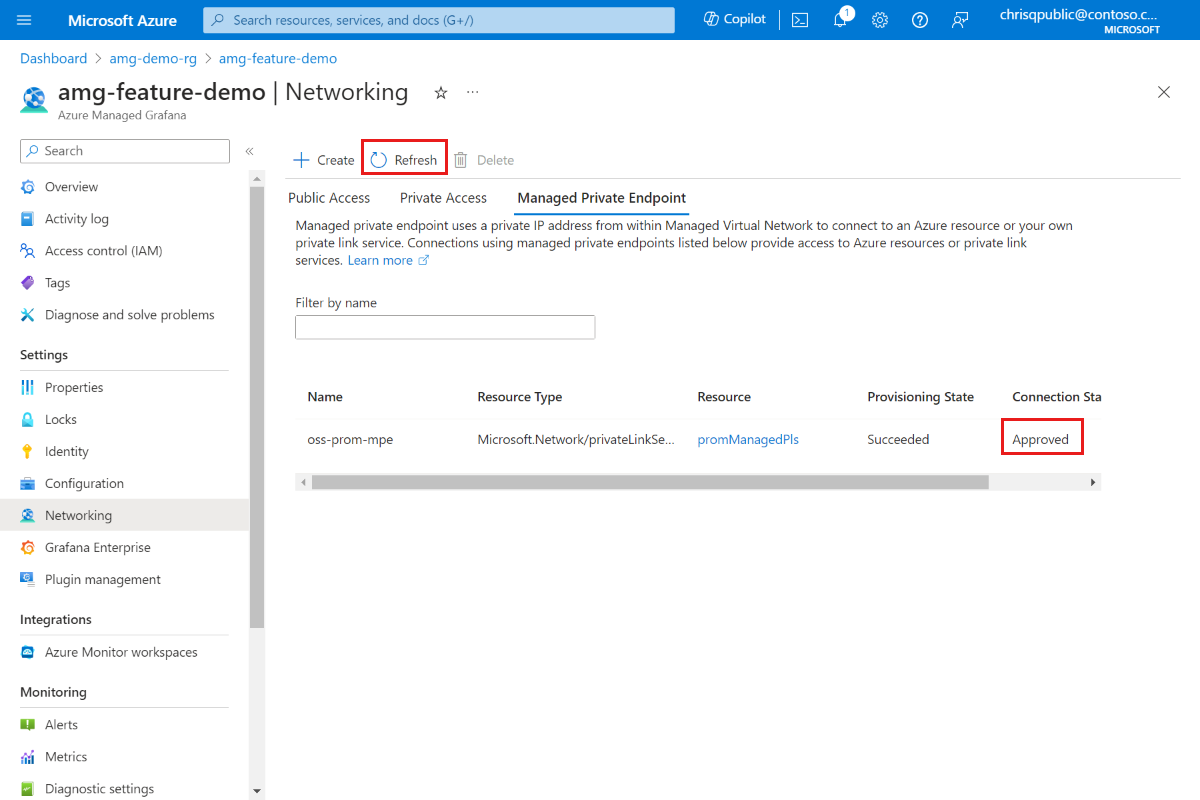 Microsoft Azure
Search resources, services, and docs (G+/)
Copilot
1
chrisqpublic@contoso.c...
MICROSOFT
Dashboard > amg-demo-rg > amg-feature-demo
amg-feature-demo | Networking
Azure Managed Grafana
Search
Overview
Activity log
Access control (IAM)
Tags
Diagnose and solve problems
Settings
Properties
Locks
Identity
Configuration
Networking
Grafana Enterprise
Plugin management
Integrations
Azure Monitor workspaces
Monitoring
Alerts
Metrics
Diagnostic settings
Create Refresh Delete
Public Access Private Access Managed Private Endpoint
Managed private endpoint uses a private IP address from within Managed Virtual Network to connect to an Azure resource or your own
private link service. Connections using managed private endpoints listed below provide access to Azure resources or private link
services. Learn more
Filter by name
Name Resource Type Resource Provisioning State Connection Sta
oss-prom-mpe Microsoft.Network/privateLinkSe... promManagedPls Succeeded Approved